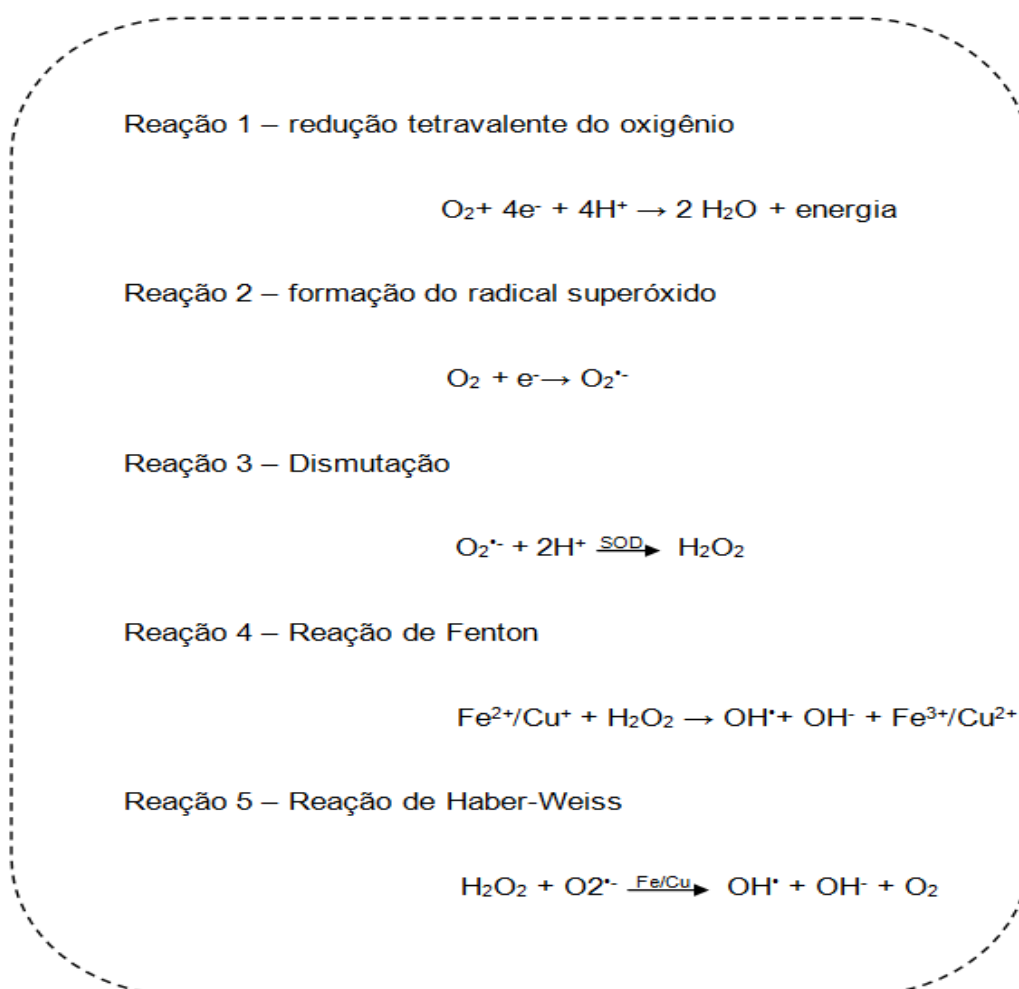 Reação 1 – redução tetravalente do oxigênio
O₂+ 4e⁻ + 4H⁺ → 2 H₂O + energia
Reação 2 – formação do radical superóxido
O₂ + e⁻→ O₂•⁻
Reação 3 – Dismutação
O₂•⁻ + 2H⁺ SOD→ H₂O₂
Reação 4 – Reação de Fenton
Fe²⁺/Cu⁺ + H₂O₂ → OH•+ OH⁻ + Fe³⁺/Cu²⁺
Reação 5 – Reação de Haber-Weiss
H₂O₂ + O2•⁻ Fe/Cu→ OH• + OH⁻ + O₂